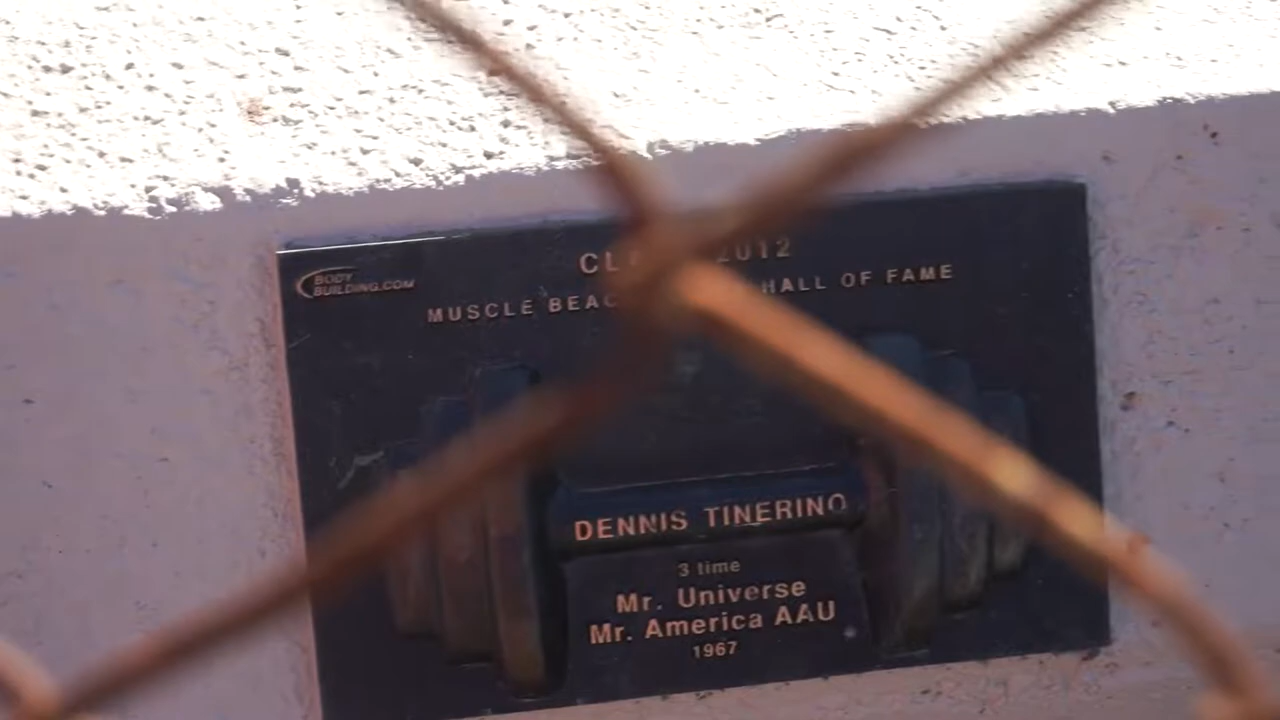 BODY
BUILDING.COM
2012
MUSCLE HALL OF FAME
DENNIS TINERINO
3 time
Mr. Universe
Mr. America AAU
1967